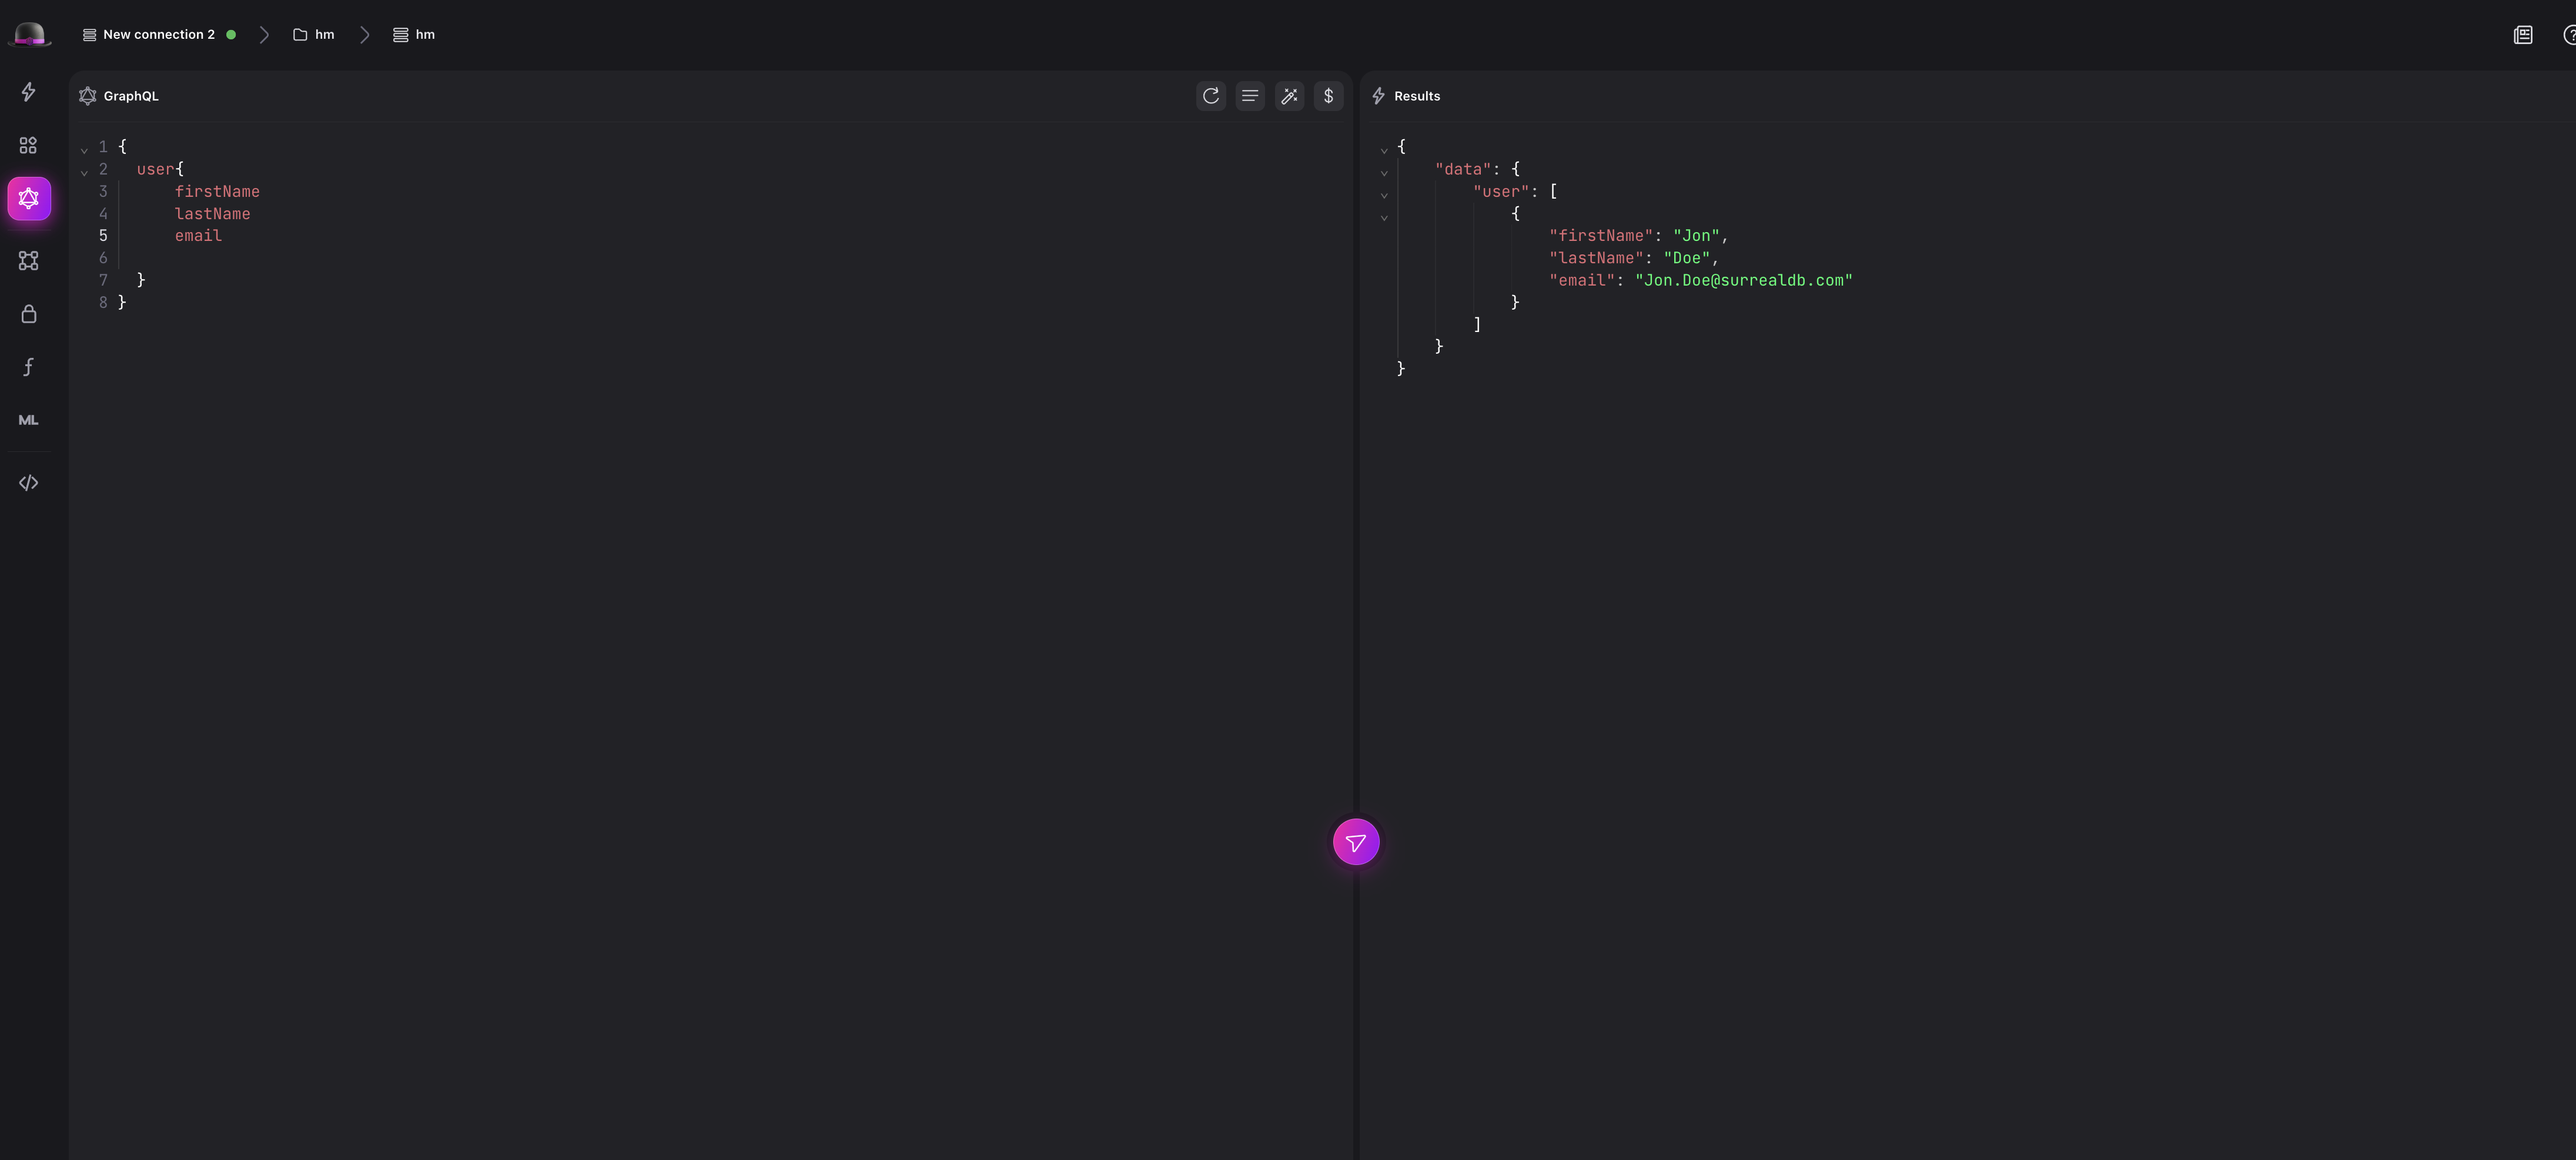 New connection 2 hm hm
GraphQL
1 {
2 user{
3 firstName
4 lastName
5 email
6
7 }
8 }
Results
{
"data": {
"user": [
{
"firstName": "Jon",
"lastName": "Doe",
"email": "Jon.Doe@surrealdb.com"
}
]
}
}
ML